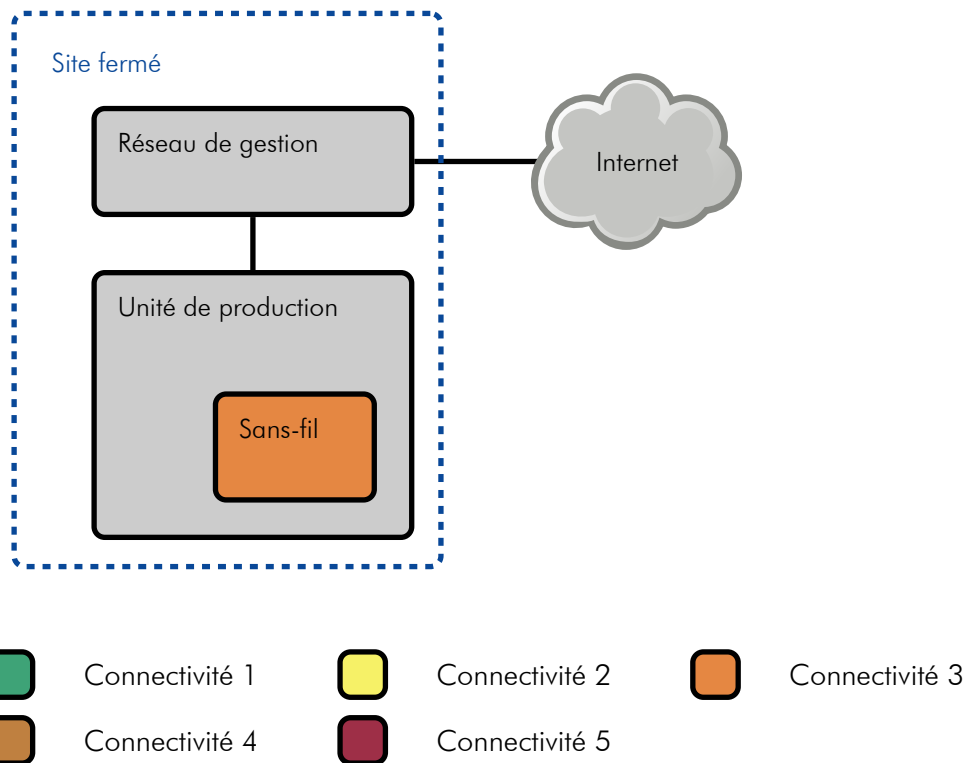 Site fermé
Réseau de gestion
Internet
Unité de production
Sans-fil
Connectivité 1
Connectivité 2
Connectivité 3
Connectivité 4
Connectivité 5